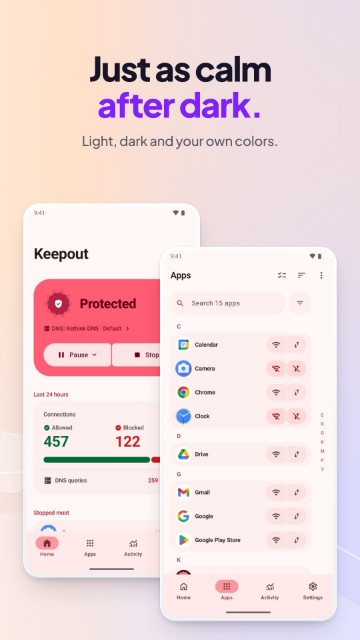 Just as calm
after dark.
Light, dark and your own colors.
9:41
Keepout
Protected
DNS: Rethink DNS · Default >
Pause
Stop
Last 24 hours
Connections
Allowed
Blocked
457
122
DNS queries
259
Stopped most
Home
Apps
Activity
9:41
Apps
Search 15 apps
C
Calendar
Camera
Chrome
Clock
D
Drive
G
Gmail
Google
Google Play Store
K
C
D
G
K
M
P
Y
Home
Apps
Activity
Settings